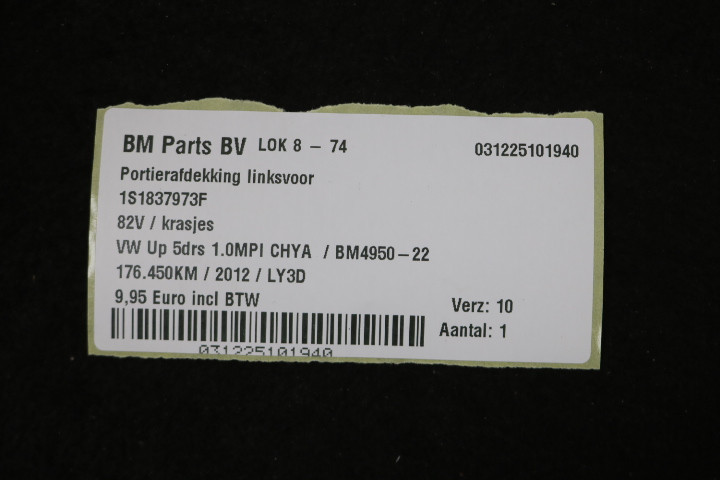 BM Parts BV LOK 8 - 74 031225101940
Portierafdekking linksvoor
1S1837973F
82V / krasjes
VW Up 5drs 1.0MPI CHYA / BM4950-22
176.450KM / 2012 / LY3D
9,95 Euro incl BTW Verz: 10
Aantal: 1
031225101940